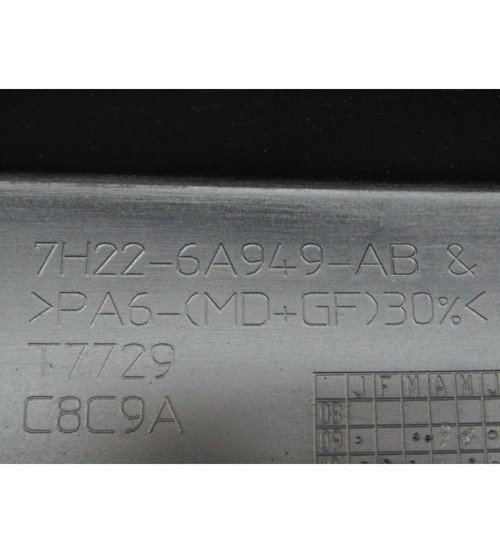 7H22-6A949-AB &
>PA6-(MD+GF)30%<
T7729
C8C9A
J F M A M J
08
09